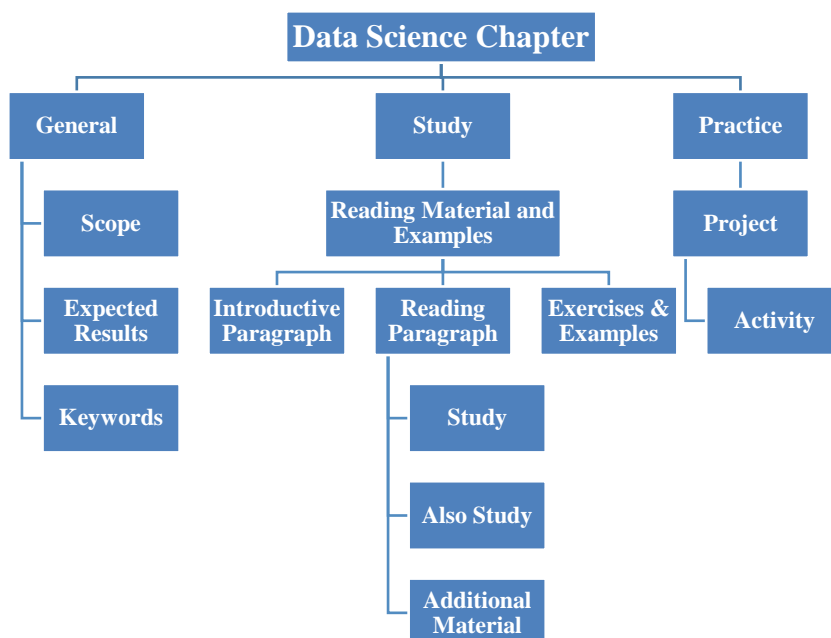 Data Science Chapter
General
Study
Practice
Scope
Reading Material and
Examples
Project
Expected
Results
Introductive
Paragraph
Reading
Paragraph
Exercises &
Examples
Activity
Keywords
Study
Also Study
Additional
Material